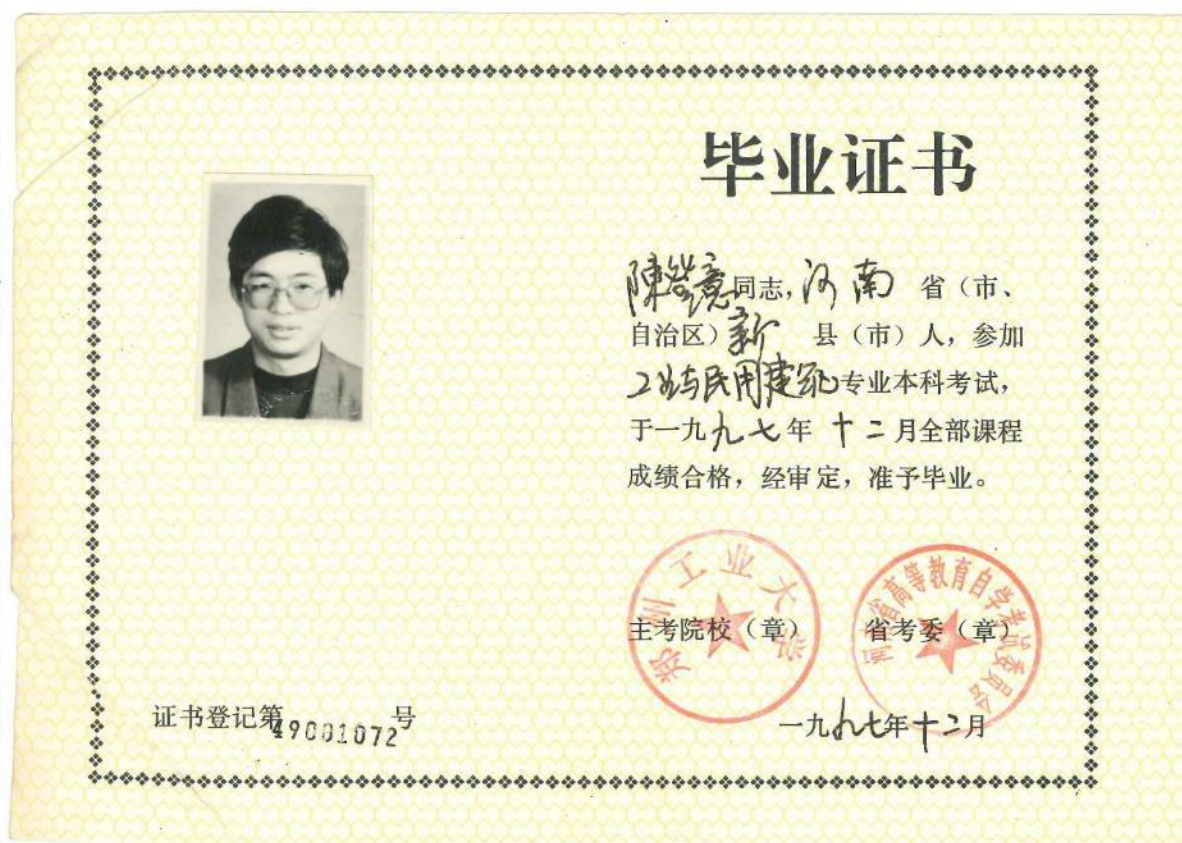 毕业证书
陳 同志,河南 省(市、
自治区)新 县(市)人,参加
工业与民用建筑专业本科考试,
于一九九七年 十二月全部课程
成绩合格,经审定,准予毕业。
郑州工业大学
主考院校(章)
河南省高等教育自学考试委员会
省考委(章)
证书登记第49001072号
一九九七年十二月